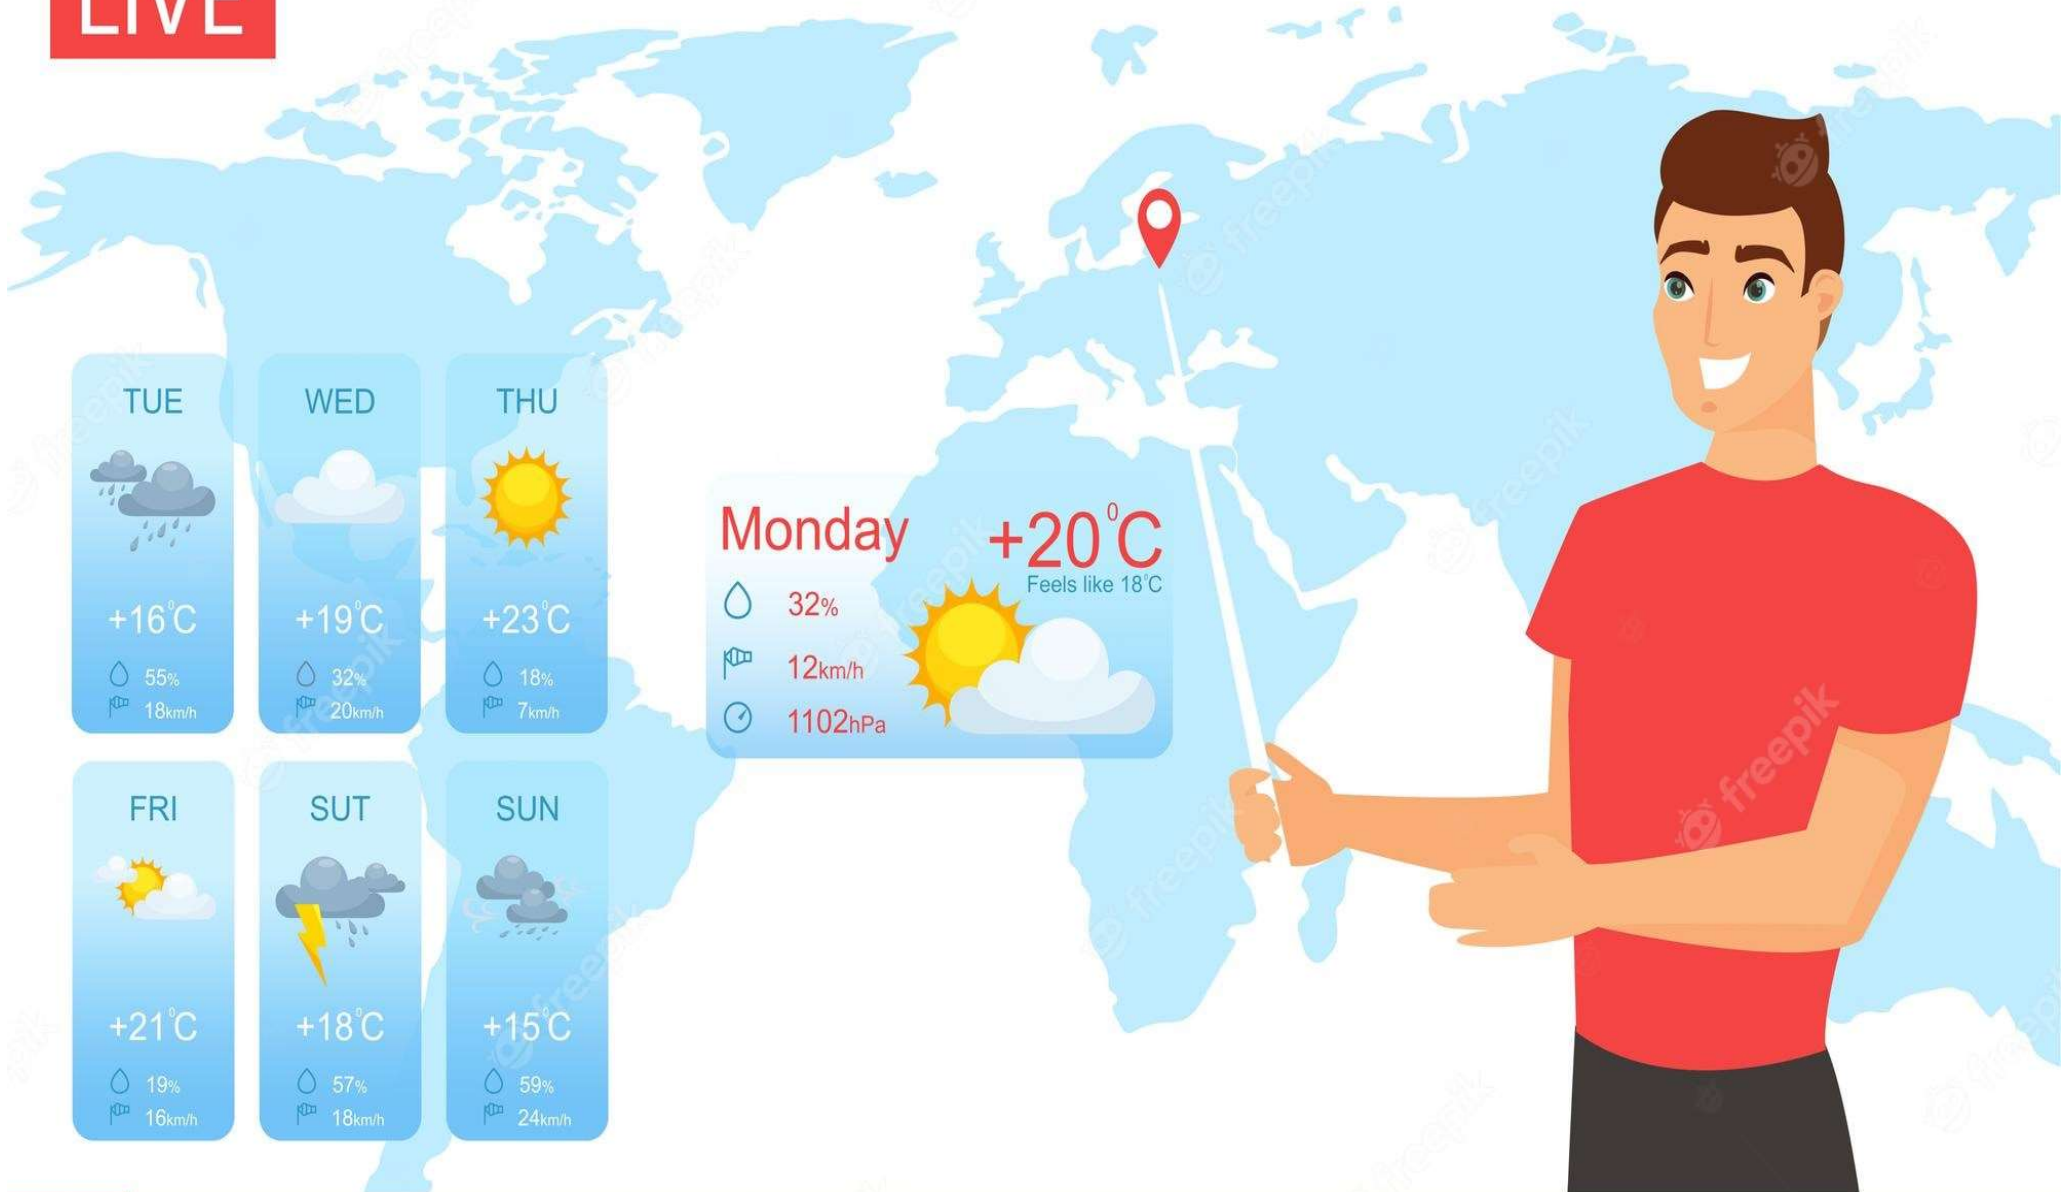 LIVE
TUE
+16°C
55%
18km/h
WED
+19°C
32%
20km/h
THU
+23°C
18%
7km/h
Monday
+20°C
Feels like 18°C
32%
12km/h
1102hPa
FRI
+21°C
19%
16km/h
SUT
+18°C
57%
18km/h
SUN
+15°C
59%
24km/h
freepik